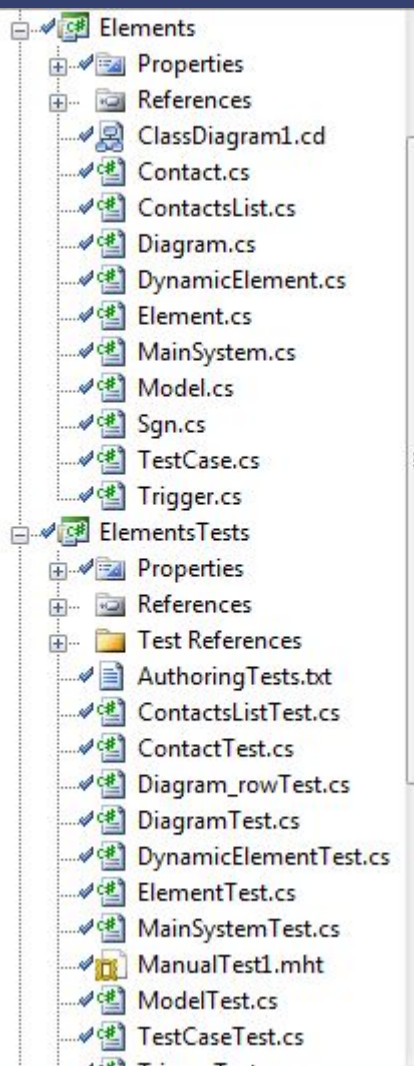 Elements
Properties
References
ClassDiagram1.cd
Contact.cs
ContactsList.cs
Diagram.cs
DynamicElement.cs
Element.cs
MainSystem.cs
Model.cs
Sgn.cs
TestCase.cs
Trigger.cs
ElementsTests
Properties
References
Test References
AuthoringTests.txt
ContactsListTest.cs
ContactTest.cs
Diagram_rowTest.cs
DiagramTest.cs
DynamicElementTest.cs
ElementTest.cs
MainSystemTest.cs
ManualTest1.mht
ModelTest.cs
TestCaseTest.cs